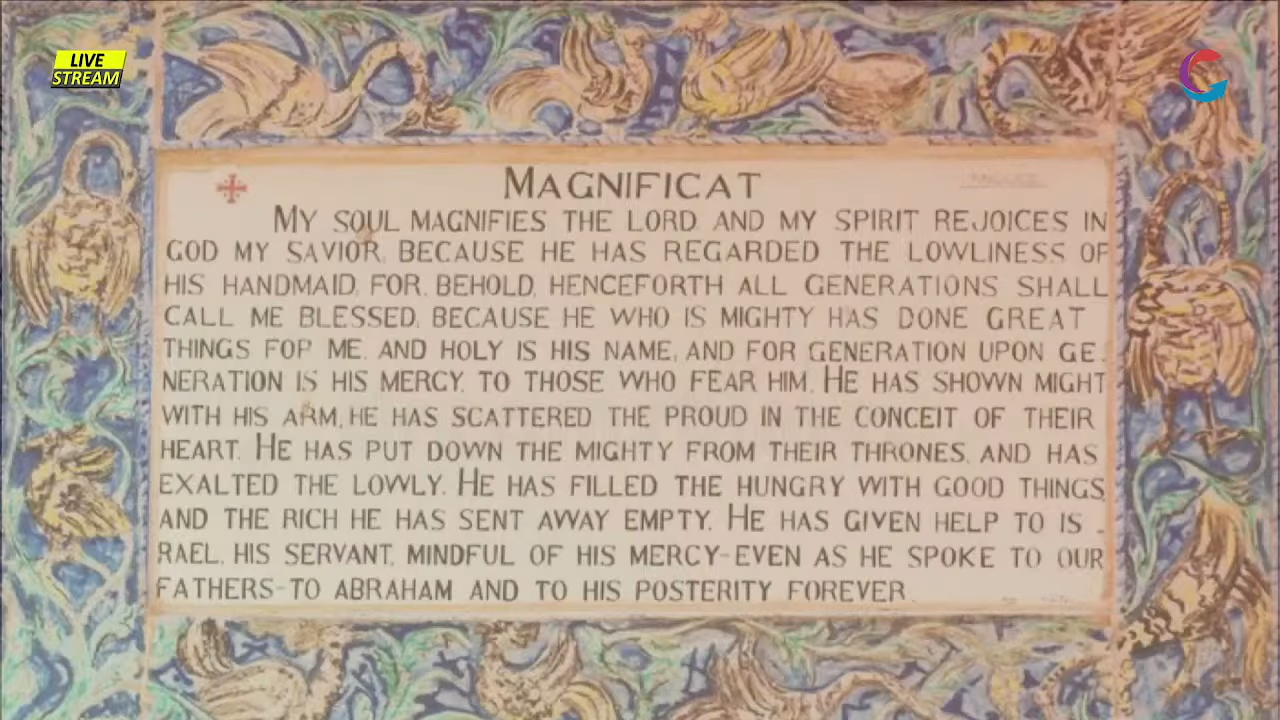 LIVE
STREAM
MAGNIFICAT
MY SOUL MAGNIFIES THE LORD AND MY SPIRIT REJOICES IN
GOD MY SAVIOR, BECAUSE HE HAS REGARDED THE LOWLINESS OF
HIS HANDMAID, FOR, BEHOLD, HENCEFORTH ALL GENERATIONS SHALL
CALL ME BLESSED, BECAUSE HE WHO IS MIGHTY HAS DONE GREAT
THINGS FOR ME, AND HOLY IS HIS NAME, AND FOR GENERATION UPON GE-
NERATION IS HIS MERCY, TO THOSE WHO FEAR HIM. HE HAS SHOWN MIGHT
WITH HIS ARM, HE HAS SCATTERED THE PROUD IN THE CONCEIT OF THEIR
HEART. HE HAS PUT DOWN THE MIGHTY FROM THEIR THRONES, AND HAS
EXALTED THE LOWLY. HE HAS FILLED THE HUNGRY WITH GOOD THINGS
AND THE RICH HE HAS SENT AWAY EMPTY. HE HAS GIVEN HELP TO IS-
RAEL, HIS SERVANT, MINDFUL OF HIS MERCY-EVEN AS HE SPOKE TO OUR
FATHERS-TO ABRAHAM AND TO HIS POSTERITY FOREVER.